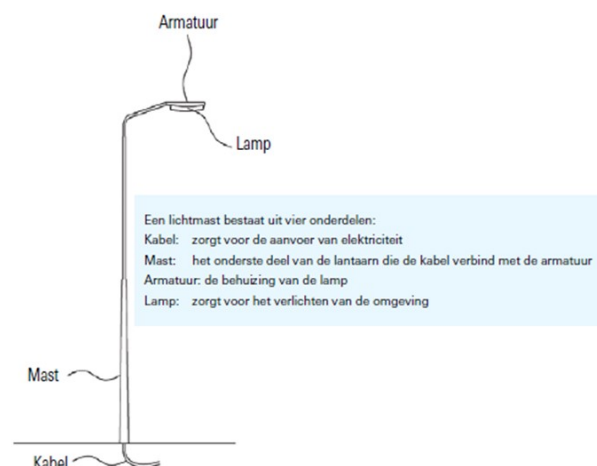 Armatuur
Lamp
Een lichtmast bestaat uit vier onderdelen:
Kabel: zorgt voor de aanvoer van elektriciteit
Mast: het onderste deel van de lantaarn die de kabel verbind met de armatuur
Armatuur: de behuizing van de lamp
Lamp: zorgt voor het verlichten van de omgeving
Mast
Kabel